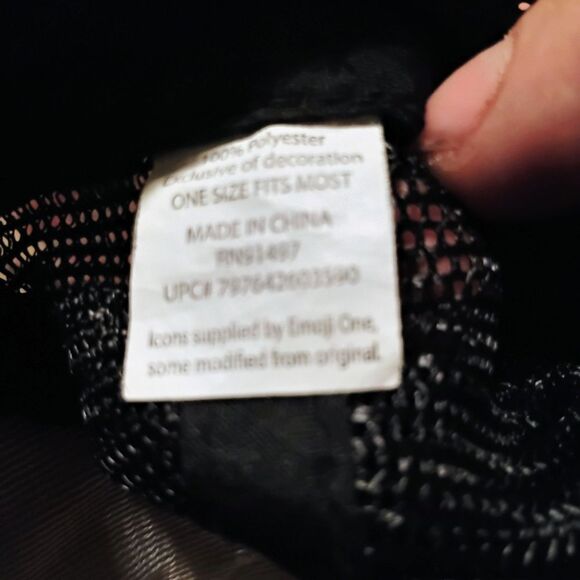 100% Polyester
Exclusive of decoration
ONE SIZE FITS MOST
MADE IN CHINA
RN91497
UPC# 797642603590
Icons supplied by Emoji One,
some modified from original.